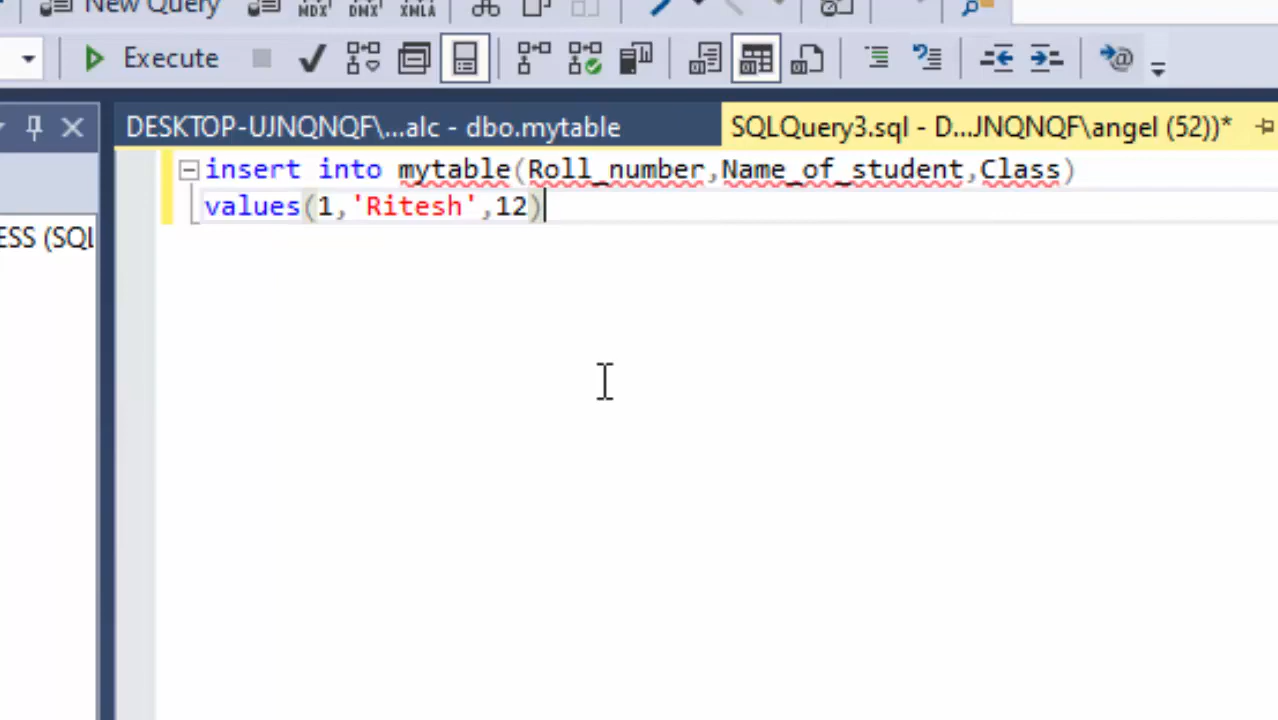 New Query
MDX DMX XMLA
Execute
DESKTOP-UJNQNQF\...alc - dbo.mytable
SQLQuery3.sql - D...JNQNQF\angel (52))*
insert into mytable(Roll_number,Name_of_student,Class)
values(1,'Ritesh',12)
ESS (SQL